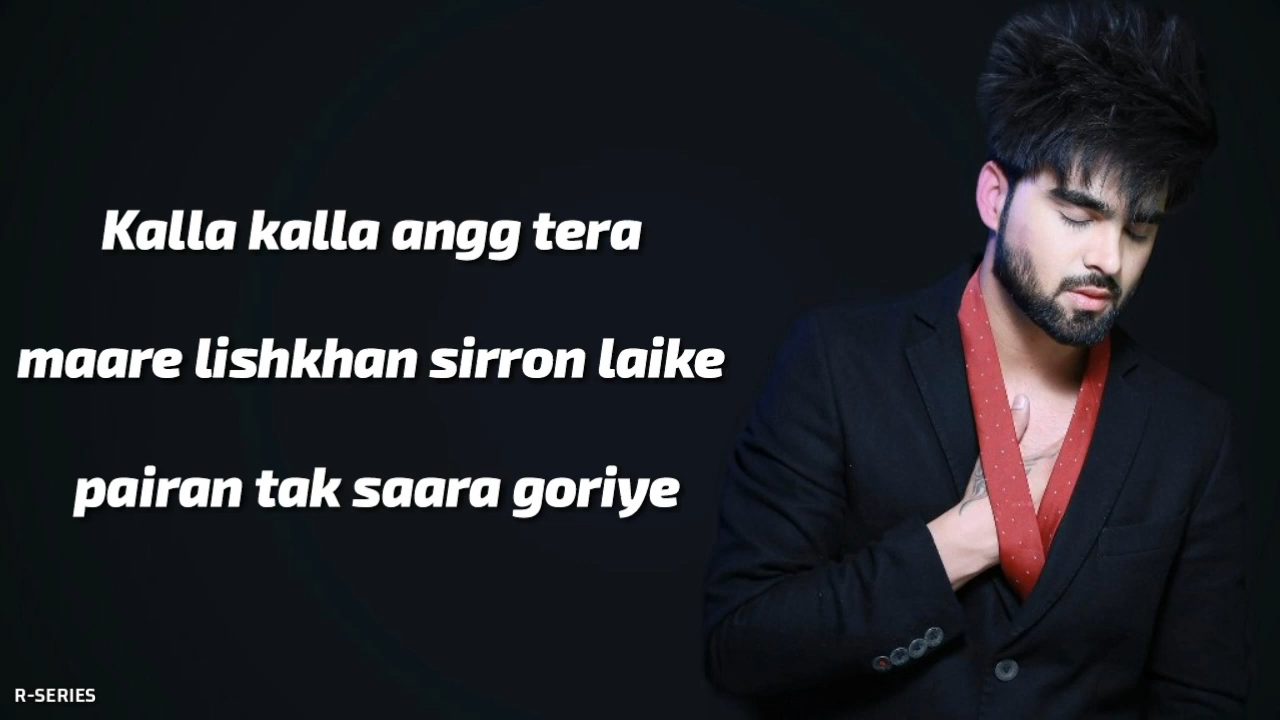 Kalla kalla angg tera
maare lishkhan sirron laike
pairan tak saara goriye
R-SERIES